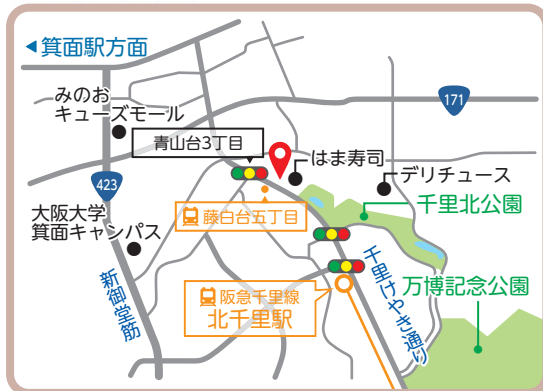 箕面駅方面
みのお
キューズモール
171
青山台3丁目
はま寿司
デリチュース
423
千里北公園
藤白台五丁目
大阪大学
箕面キャンパス
新御堂筋
千里けやき通り
万博記念公園
阪急千里線
北千里駅